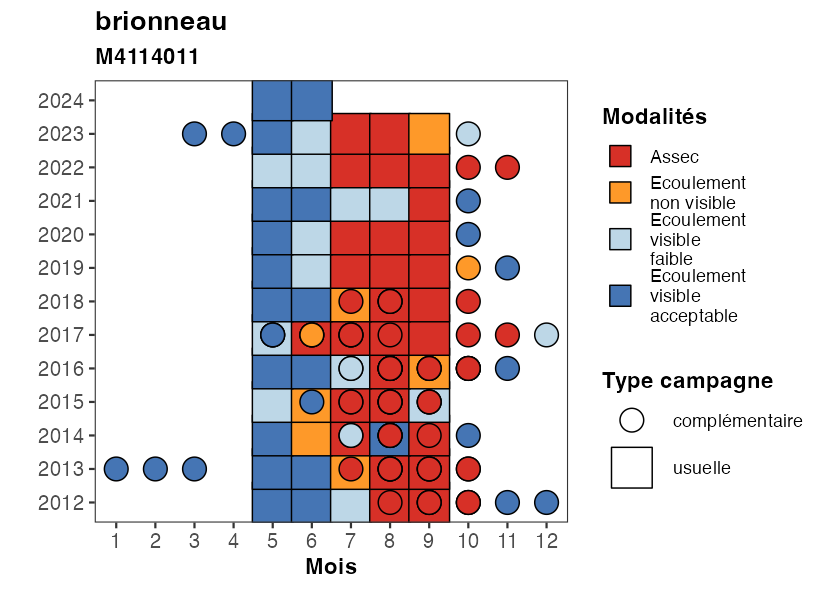 brionneau
M4114011
2024
2023
2022
2021
2020
2019
2018
2017
2016
2015
2014
2013
2012
1 2 3 4 5 6 7 8 9 10 11 12
Mois
Modalités
Assec
Ecoulement
non visible
Ecoulement
visible
faible
Ecoulement
visible
acceptable
Type campagne
complémentaire
usuelle